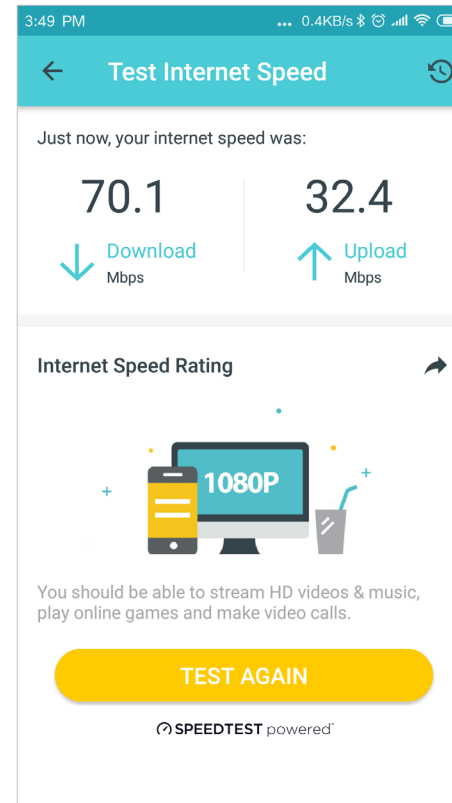 3:49 PM ... 0.4KB/s
Test Internet Speed
Just now, your internet speed was:
70.1 32.4
Download Upload
Mbps Mbps
Internet Speed Rating
1080P
You should be able to stream HD videos & music,
play online games and make video calls.
TEST AGAIN
SPEEDTEST powered™